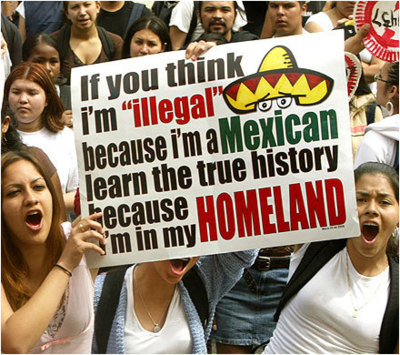 If you think
i'm "illegal"
because i'm a Mexican
learn the true history
because
i'm in my HOMELAND